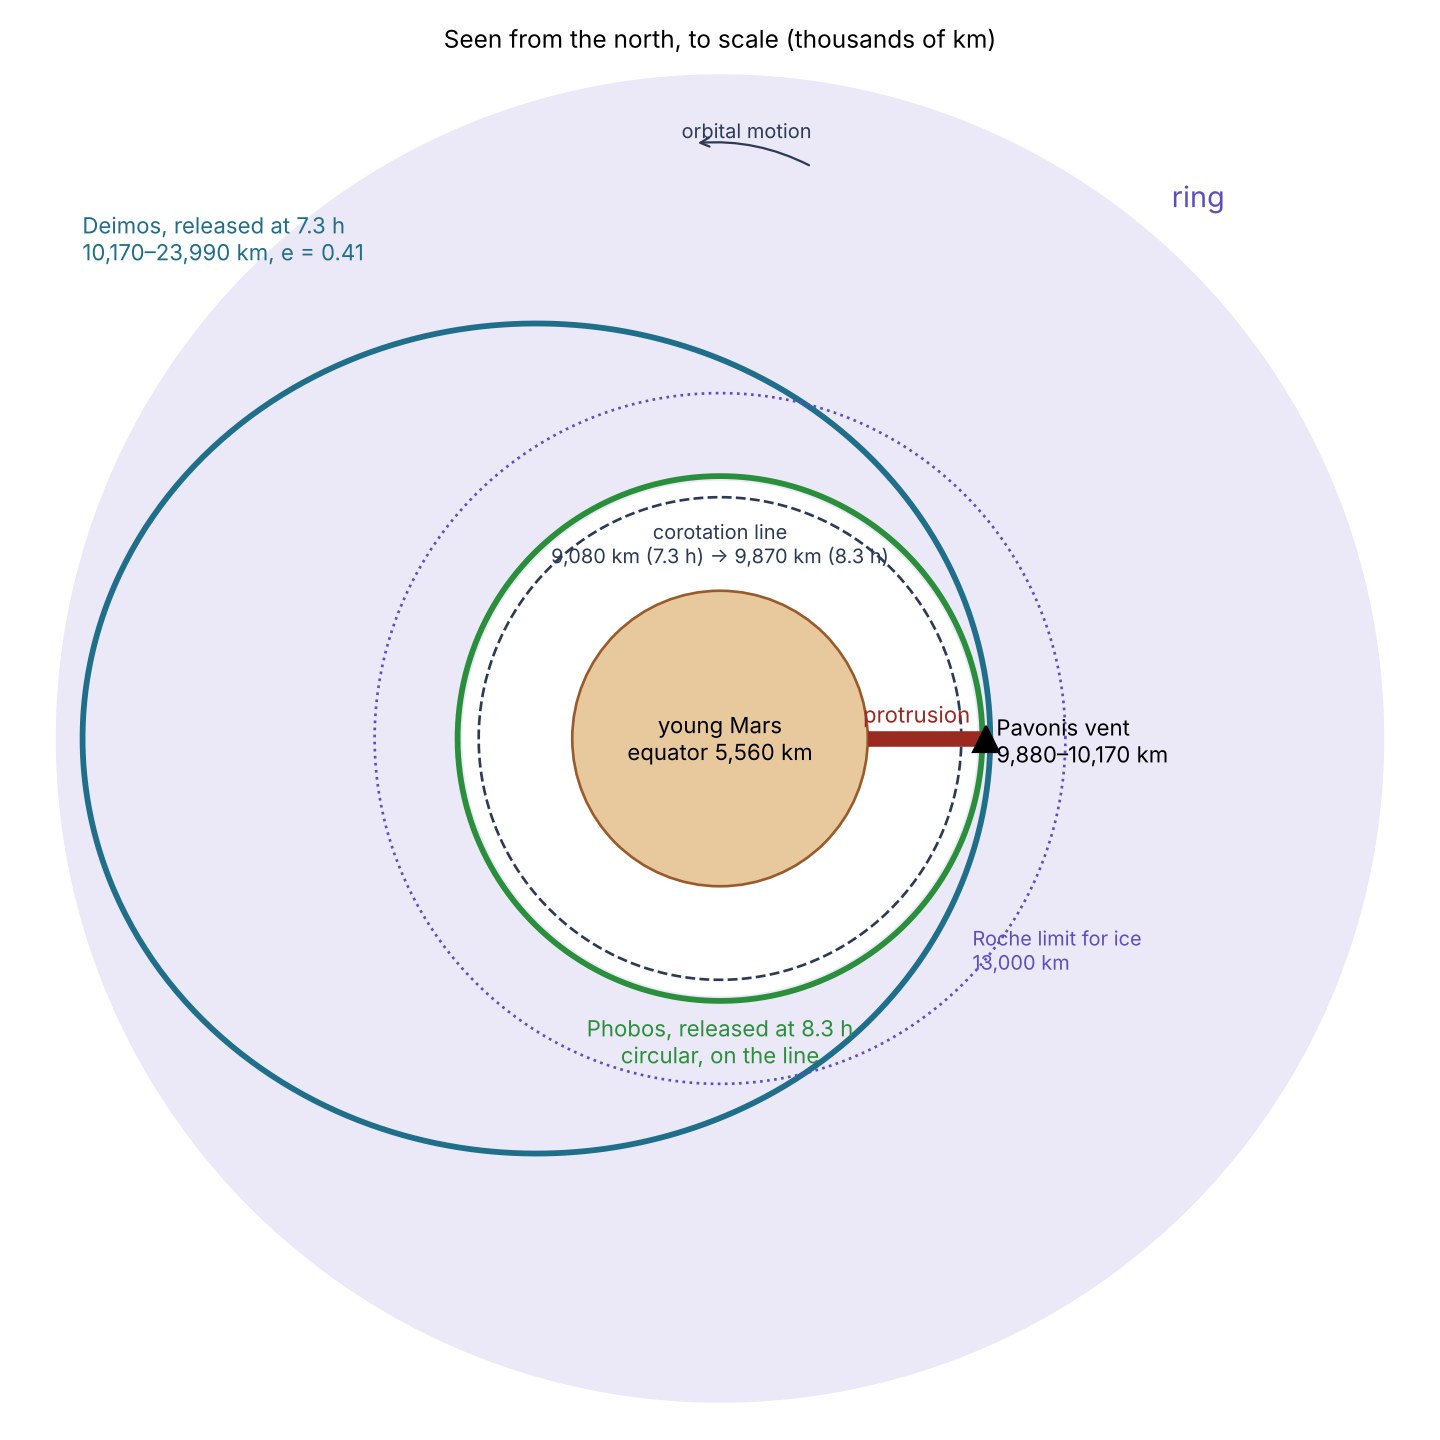 Seen from the north, to scale (thousands of km)
orbital motion
ring
Deimos, released at 7.3 h
10,170–23,990 km, e = 0.41
corotation line
9,080 km (7.3 h) → 9,870 km (8.3 h)
protrusion
young Mars
equator 5,560 km
Pavonis vent
9,880–10,170 km
Roche limit for ice
13,000 km
Phobos, released at 8.3 h
circular, on the line